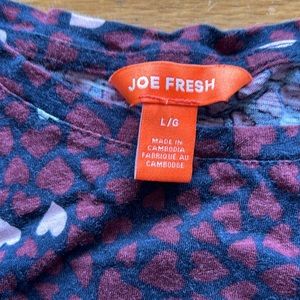 JOE FRESH
L/G
MADE IN
CAMBODIA
FABRIQUÉ AU
CAMBODGE